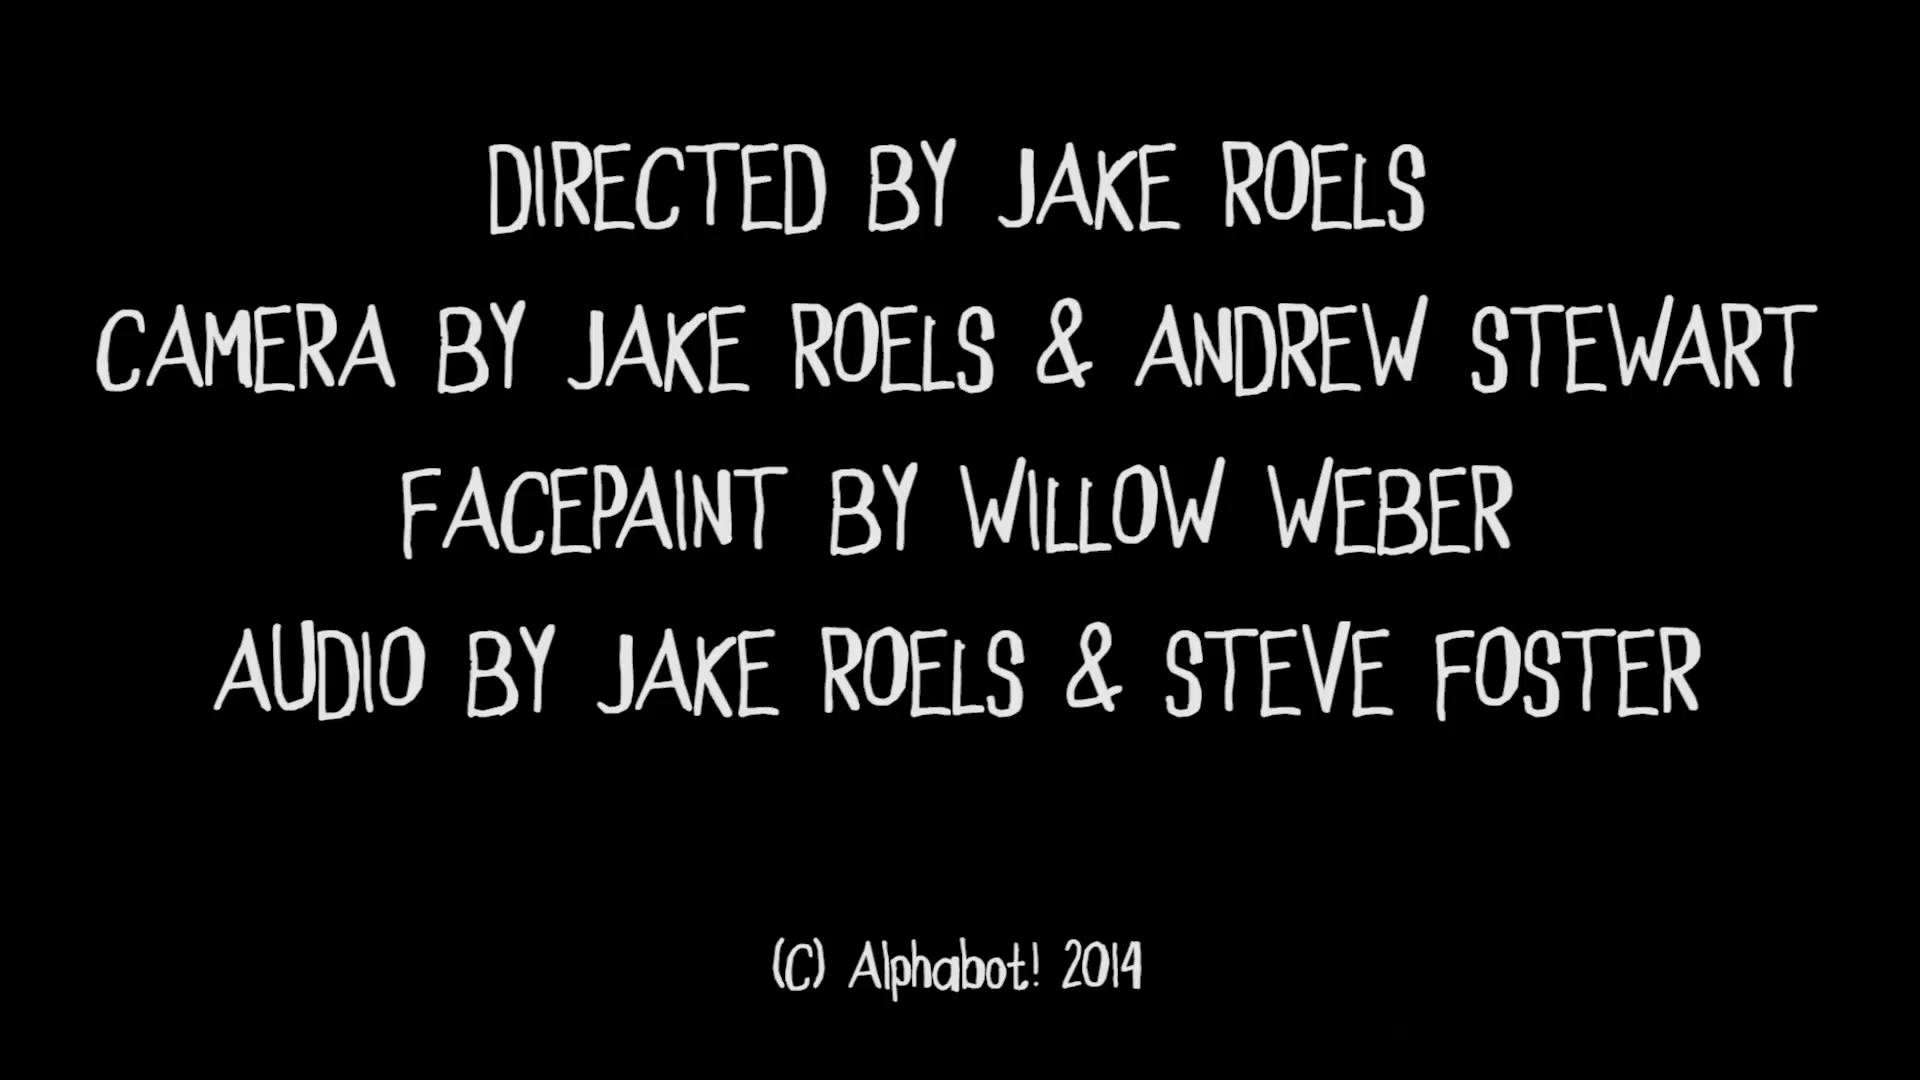 DIRECTED BY JAKE ROELS
CAMERA BY JAKE ROELS & ANDREW STEWART
FACEPAINT BY WILLOW WEBER
AUDIO BY JAKE ROELS & STEVE FOSTER
(C) Alphabot! 2014